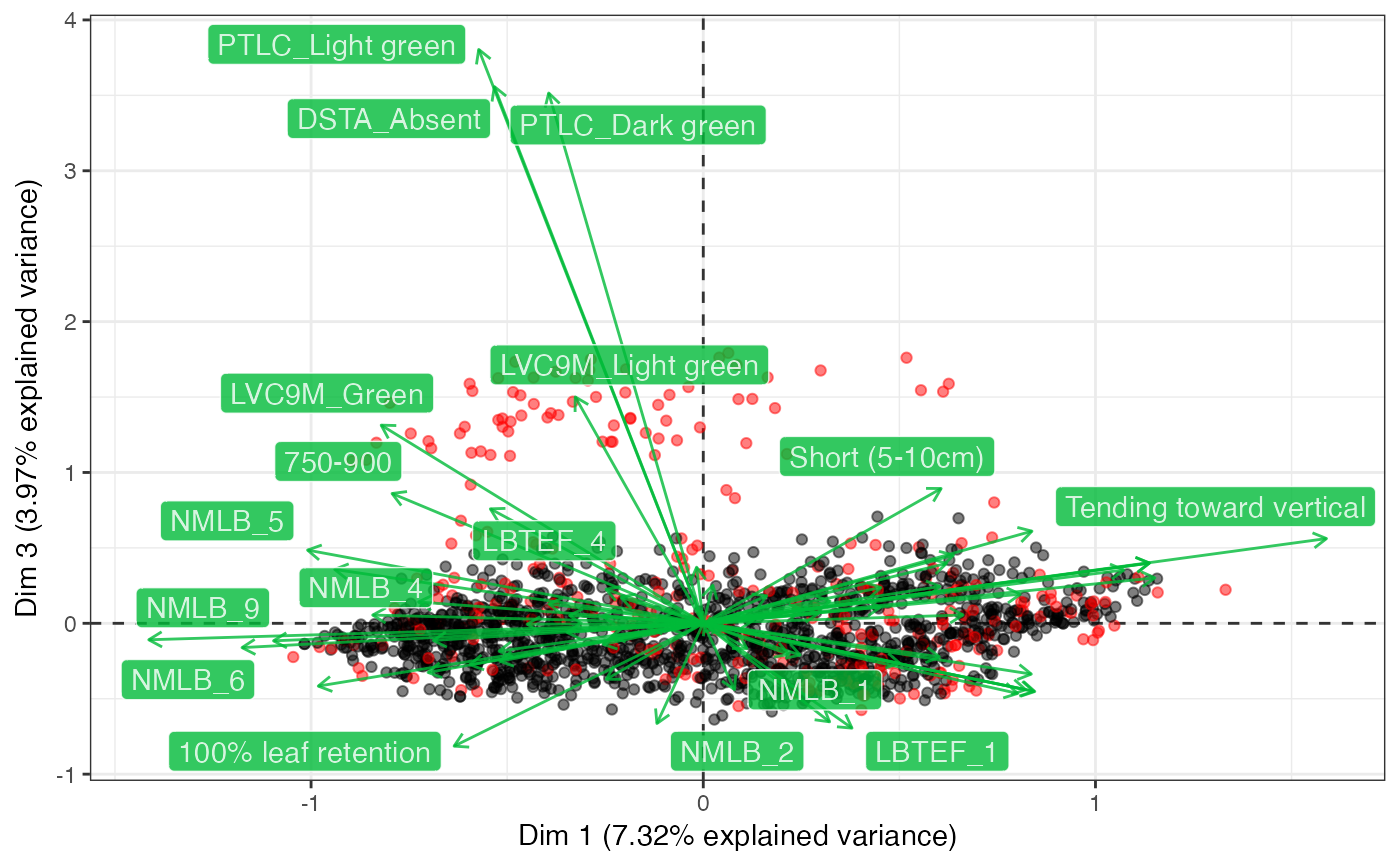 4
PTLC_Light green
DSTA_Absent
PTLC_Dark green
3
2
LVC9M_Light green
LVC9M_Green
750-900
Short (5-10cm)
1
Tending toward vertical
NMLB_5
LBTEF_4
NMLB_4
NMLB_9
0
NMLB_6
NMLB_1
100% leaf retention
NMLB_2
LBTEF_1
-1
-1
0
1
Dim 1 (7.32% explained variance)
Dim 3 (3.97% explained variance)